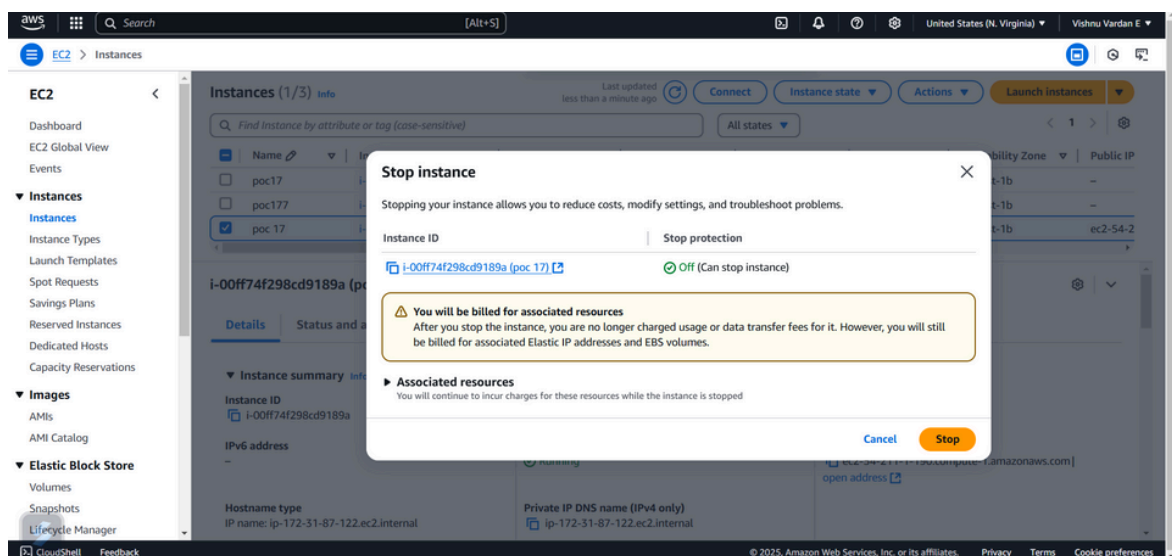 aws
Search
[Alt+S]
United States (N. Virginia)
Vishnu Vardan E
EC2 > Instances
EC2
Dashboard
EC2 Global View
Events
Instances
Instances
Instance Types
Launch Templates
Spot Requests
Savings Plans
Reserved Instances
Dedicated Hosts
Capacity Reservations
Images
AMIs
AMI Catalog
Elastic Block Store
Volumes
Snapshots
Lifecycle Manager
Instances (1/3) Info
Last updated
less than a minute ago
Connect
Instance state
Actions
Launch instances
Find Instance by attribute or tag (case-sensitive)
All states
1
Name
bility Zone
Public IP
poc17
i-
t-1b
–
poc177
i-
t-1b
–
poc 17
i-
t-1b
ec2-54-2
Stop instance
Stopping your instance allows you to reduce costs, modify settings, and troubleshoot problems.
Instance ID
Stop protection
i-00ff74f298cd9189a (poc 17)
Off (Can stop instance)
You will be billed for associated resources
After you stop the instance, you are no longer charged usage or data transfer fees for it. However, you will still
be billed for associated Elastic IP addresses and EBS volumes.
Associated resources
You will continue to incur charges for these resources while the instance is stopped
Cancel
Stop
i-00ff74f298cd9189a (po
Details
Status and a
Instance summary Info
Instance ID
i-00ff74f298cd9189a
IPv6 address
–
Running
open address
Hostname type
IP name: ip-172-31-87-122.ec2.internal
Private IP DNS name (IPv4 only)
ip-172-31-87-122.ec2.internal
CloudShell
Feedback
© 2025, Amazon Web Services, Inc. or its affiliates.
Privacy
Terms
Cookie preferences